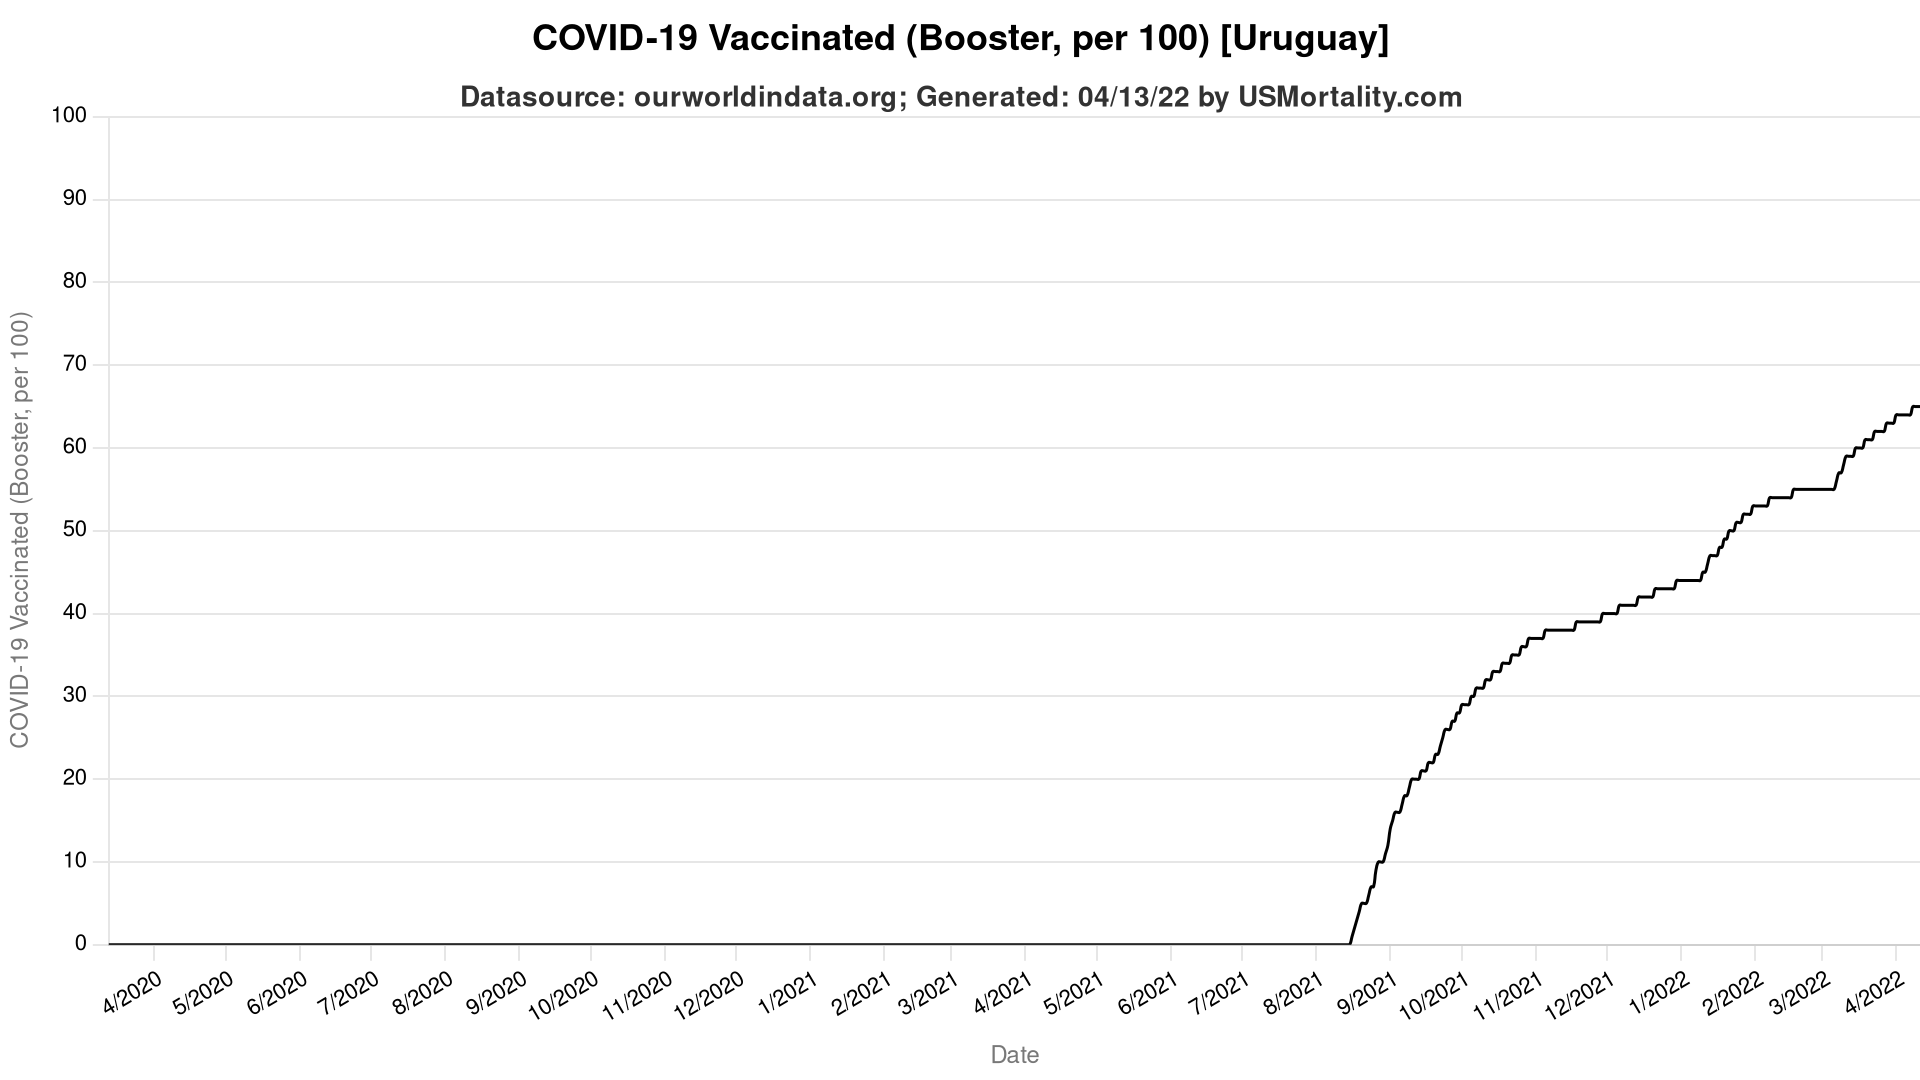 COVID-19 Vaccinated (Booster, per 100) [Uruguay]
Datasource: ourworldindata.org; Generated: 04/13/22 by USMortality.com
COVID-19 Vaccinated (Booster, per 100)
100
90
80
70
60
50
40
30
20
10
0
4/2020 5/2020 6/2020 7/2020 8/2020 9/2020 10/2020 11/2020 12/2020 1/2021 2/2021 3/2021 4/2021 5/2021 6/2021 7/2021 8/2021 9/2021 10/2021 11/2021 12/2021 1/2022 2/2022 3/2022 4/2022
Date